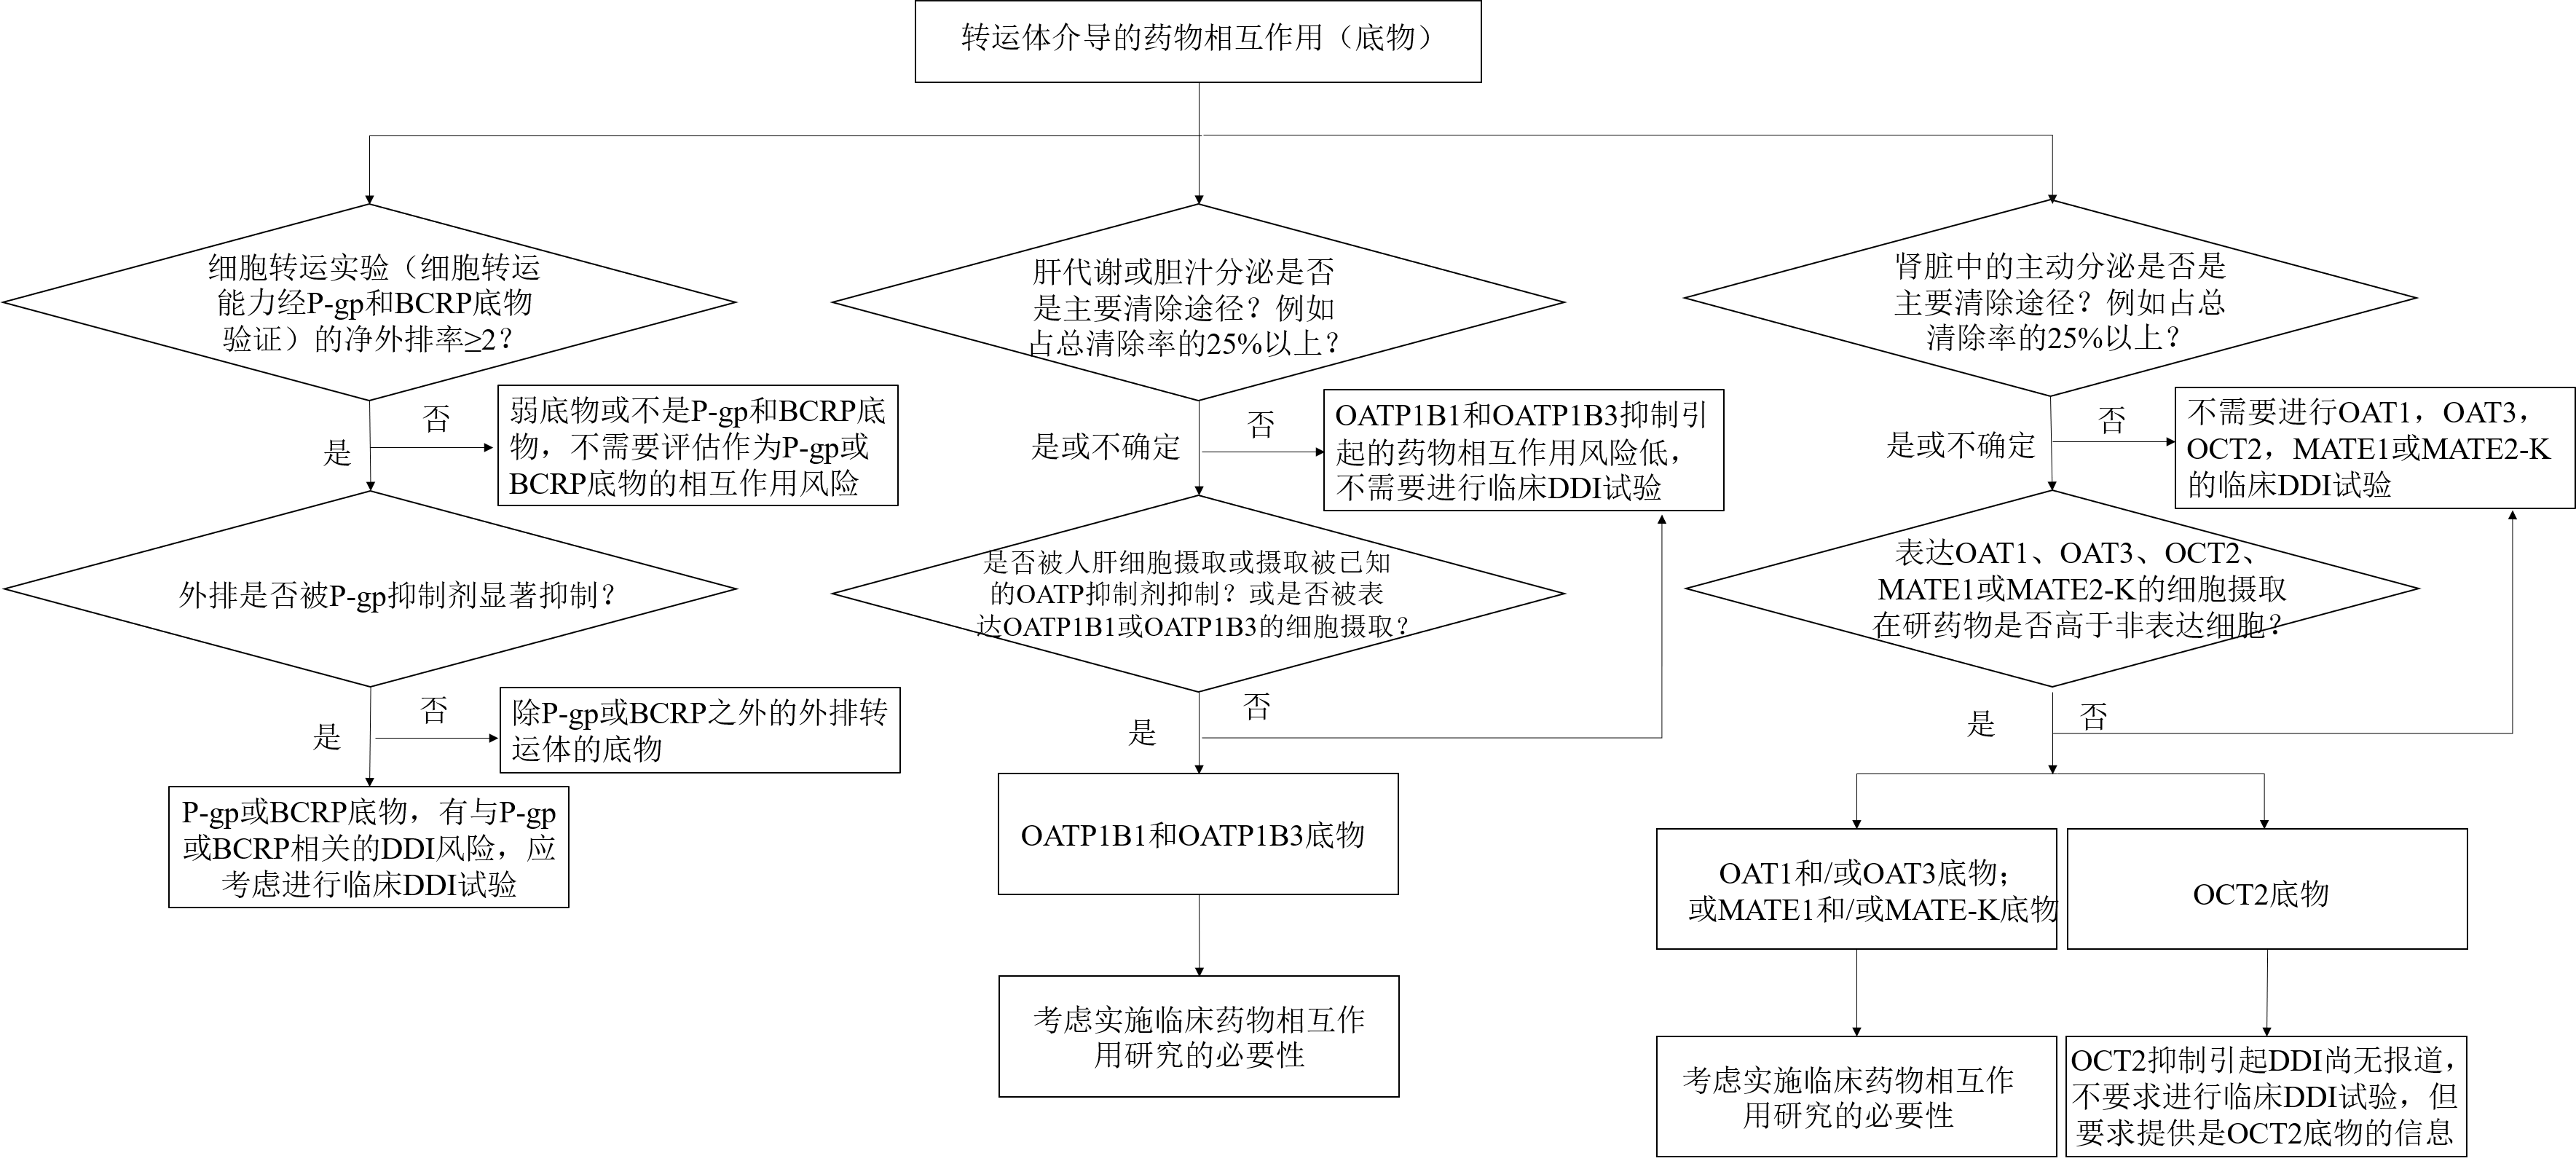 转运体介导的药物相互作用（底物）
细胞转运实验（细胞转运
能力经P-gp和BCRP底物
验证）的净外排率≥2？
否
是
弱底物或不是P-gp和BCRP底
物，不需要评估作为P-gp或
BCRP底物的相互作用风险
外排是否被P-gp抑制剂显著抑制？
否
是
除P-gp或BCRP之外的外排转
运体的底物
P-gp或BCRP底物，有与P-gp
或BCRP相关的DDI风险，应
考虑进行临床DDI试验
肝代谢或胆汁分泌是否
是主要清除途径？例如
占总清除率的25%以上？
否
是或不确定
OATP1B1和OATP1B3抑制引
起的药物相互作用风险低，
不需要进行临床DDI试验
是否被人肝细胞摄取或摄取被已知
的OATP抑制剂抑制？或是否被表
达OATP1B1或OATP1B3的细胞摄取？
否
是
OATP1B1和OATP1B3底物
考虑实施临床药物相互作
用研究的必要性
肾脏中的主动分泌是否是
主要清除途径？例如占总
清除率的25%以上？
否
是或不确定
不需要进行OAT1，OAT3，
OCT2，MATE1或MATE2-K
的临床DDI试验
表达OAT1、OAT3、OCT2、
MATE1或MATE2-K的细胞摄取
在研药物是否高于非表达细胞？
是
否
OAT1和/或OAT3底物；
或MATE1和/或MATE-K底物
OCT2底物
考虑实施临床药物相互作
用研究的必要性
OCT2抑制引起DDI尚无报道，
不要求进行临床DDI试验，但
要求提供是OCT2底物的信息